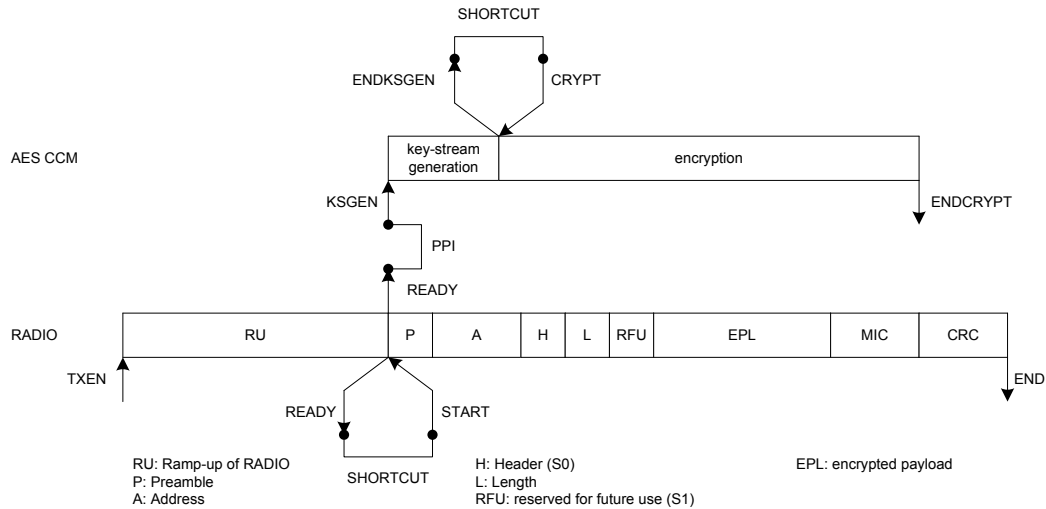 SHORTCUT
ENDKSGEN
CRYPT
AES CCM
key-stream
generation
encryption
KSGEN
ENDCRYPT
PPI
READY
RADIO
RU
P
A
H
L
RFU
EPL
MIC
CRC
TXEN
END
READY
START
SHORTCUT
RU: Ramp-up of RADIO
P: Preamble
A: Address
H: Header (S0)
L: Length
RFU: reserved for future use (S1)
EPL: encrypted payload